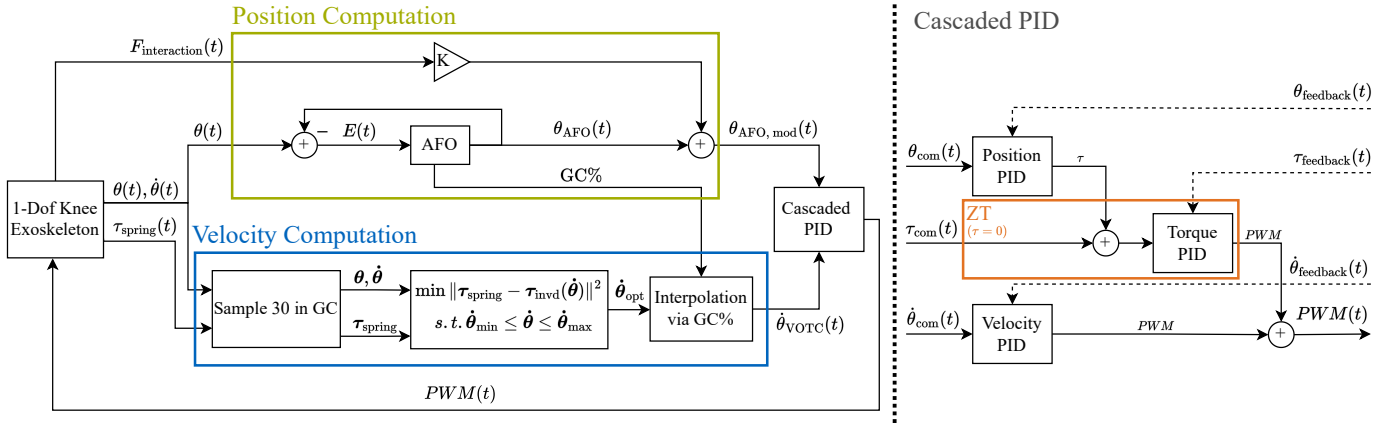 Position Computation
F_interaction(t)
K
θ(t)
+
−
E(t)
AFO
θ_AFO(t)
+
θ_AFO, mod(t)
GC%
1-Dof Knee
Exoskeleton
θ(t), θ̇(t)
τ_spring(t)
Cascaded
PID
Velocity Computation
Sample 30 in GC
θ, θ̇
τ_spring
min ‖τ_spring − τ_invd(θ̇)‖²
s.t. θ̇_min ≤ θ̇ ≤ θ̇_max
θ̇_opt
Interpolation
via GC%
θ̇_VOTC(t)
PWM(t)
Cascaded PID
θ_feedback(t)
θ_com(t)
Position
PID
τ
τ_feedback(t)
ZT
(τ = 0)
τ_com(t)
+
Torque
PID
PWM
θ̇_feedback(t)
θ̇_com(t)
Velocity
PID
PWM
+
PWM(t)